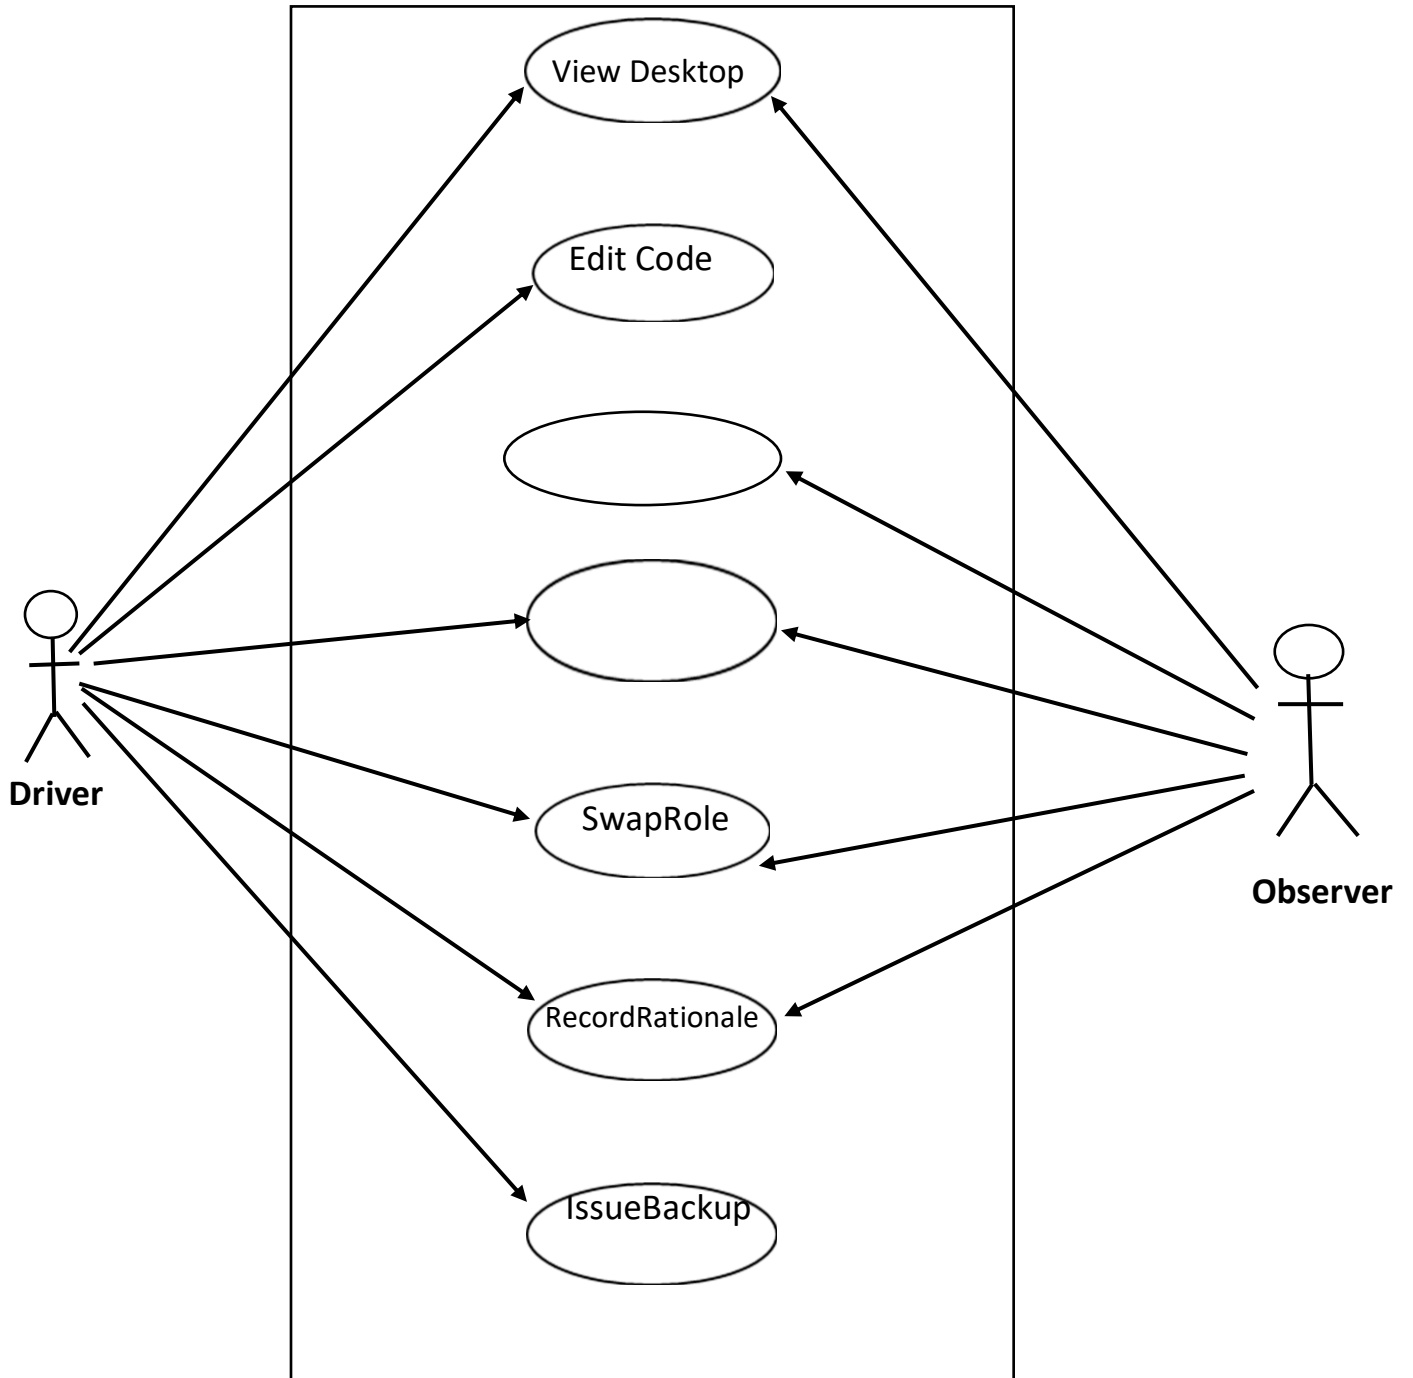 View Desktop
Edit Code
Driver
SwapRole
Observer
RecordRationale
IssueBackup